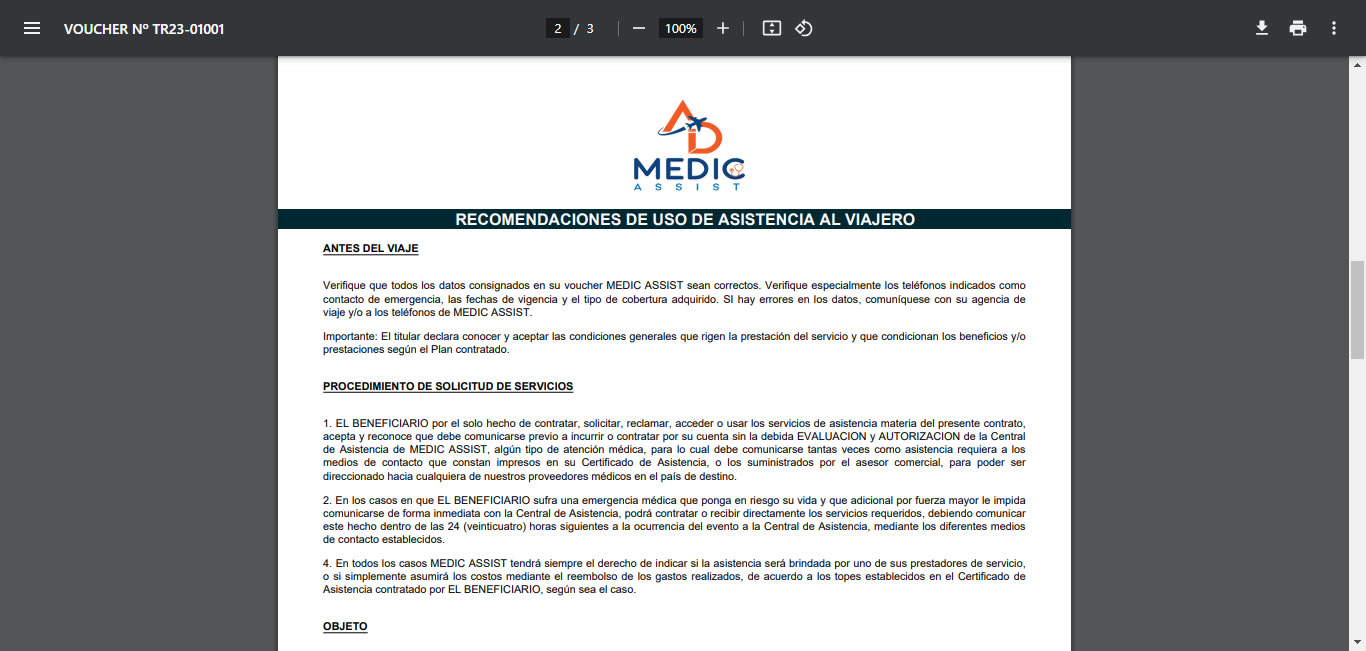 VOUCHER Nº TR23-01001
2 / 3
100%
AD
MEDIC
ASSIST
RECOMENDACIONES DE USO DE ASISTENCIA AL VIAJERO
ANTES DEL VIAJE
Verifique que todos los datos consignados en su voucher MEDIC ASSIST sean correctos. Verifique especialmente los teléfonos indicados como
contacto de emergencia, las fechas de vigencia y el tipo de cobertura adquirido. SI hay errores en los datos, comuníquese con su agencia de
viaje y/o a los teléfonos de MEDIC ASSIST.
Importante: El titular declara conocer y aceptar las condiciones generales que rigen la prestación del servicio y que condicionan los beneficios y/o
prestaciones según el Plan contratado.
PROCEDIMIENTO DE SOLICITUD DE SERVICIOS
1. EL BENEFICIARIO por el solo hecho de contratar, solicitar, reclamar, acceder o usar los servicios de asistencia materia del presente contrato,
acepta y reconoce que debe comunicarse previo a incurrir o contratar por su cuenta sin la debida EVALUACION y AUTORIZACION de la Central
de Asistencia de MEDIC ASSIST, algún tipo de atención médica, para lo cual debe comunicarse tantas veces como asistencia requiera a los
medios de contacto que constan impresos en su Certificado de Asistencia, o los suministrados por el asesor comercial, para poder ser
direccionado hacia cualquiera de nuestros proveedores médicos en el país de destino.
2. En los casos en que EL BENEFICIARIO sufra una emergencia médica que ponga en riesgo su vida y que adicional por fuerza mayor le impida
comunicarse de forma inmediata con la Central de Asistencia, podrá contratar o recibir directamente los servicios requeridos, debiendo comunicar
este hecho dentro de las 24 (veinticuatro) horas siguientes a la ocurrencia del evento a la Central de Asistencia, mediante los diferentes medios
de contacto establecidos.
4. En todos los casos MEDIC ASSIST tendrá siempre el derecho de indicar si la asistencia será brindada por uno de sus prestadores de servicio,
o si simplemente asumirá los costos mediante el reembolso de los gastos realizados, de acuerdo a los topes establecidos en el Certificado de
Asistencia contratado por EL BENEFICIARIO, según sea el caso.
OBJETO